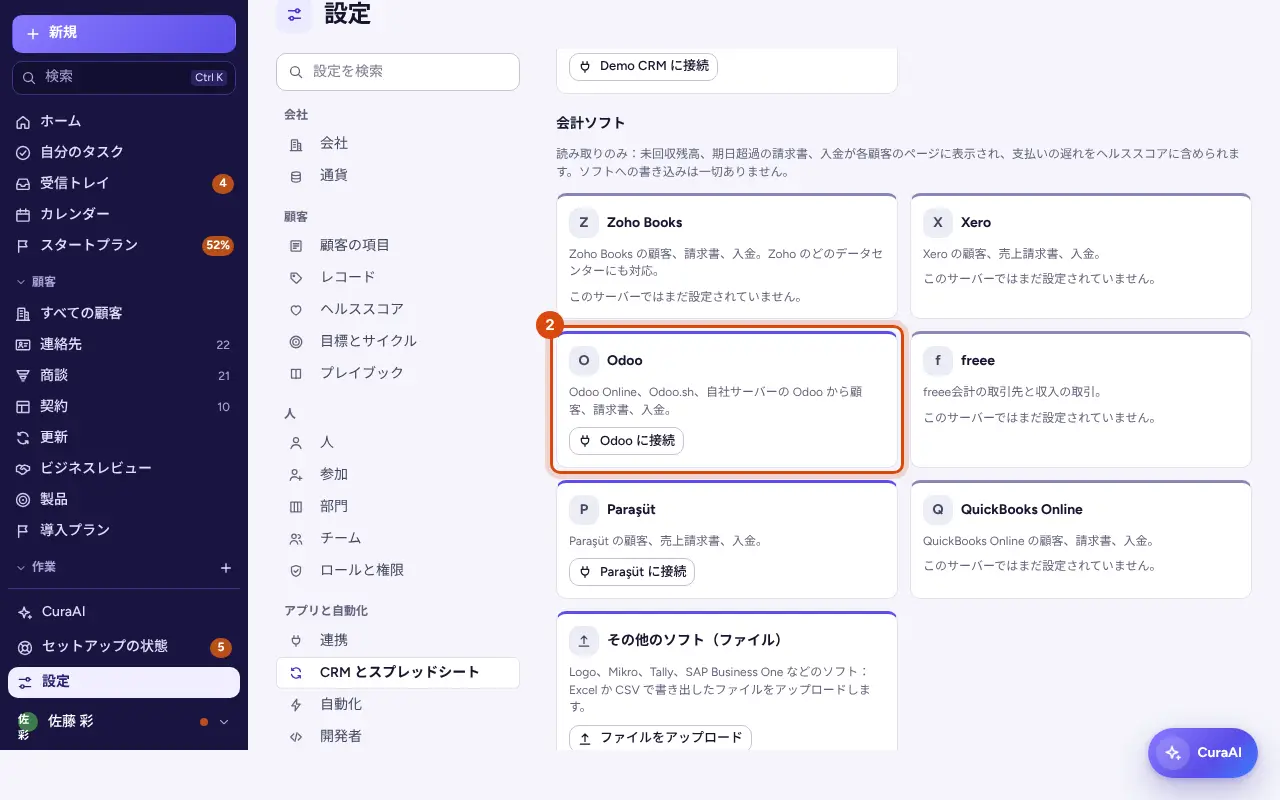 新規
検索
Ctrl K
ホーム
自分のタスク
受信トレイ
4
カレンダー
スタートプラン
52%
顧客
すべての顧客
連絡先
22
商談
21
契約
10
更新
ビジネスレビュー
製品
導入プラン
作業
CuraAI
セットアップの状態
5
設定
佐藤 彩
佐
彩
設定
設定を検索
会社
会社
通貨
顧客
顧客の項目
レコード
ヘルススコア
目標とサイクル
プレイブック
人
人
参加
部門
チーム
ロールと権限
アプリと自動化
連携
CRM とスプレッドシート
自動化
開発者
Demo CRM に接続
会計ソフト
読み取りのみ：未回収残高、期日超過の請求書、入金が各顧客のページに表示され、支払いの遅れをヘルススコアに含められま
す。ソフトへの書き込みは一切ありません。
Z
Zoho Books
Zoho Books の顧客、請求書、入金。Zoho のどのデータセ
ンターにも対応。
このサーバーではまだ設定されていません。
X
Xero
Xero の顧客、売上請求書、入金。
このサーバーではまだ設定されていません。
2
O
Odoo
Odoo Online、Odoo.sh、自社サーバーの Odoo から顧
客、請求書、入金。
Odoo に接続
f
freee
freee会計の取引先と収入の取引。
このサーバーではまだ設定されていません。
P
Paraşüt
Paraşüt の顧客、売上請求書、入金。
Paraşüt に接続
Q
QuickBooks Online
QuickBooks Online の顧客、請求書、入金。
このサーバーではまだ設定されていません。
その他のソフト（ファイル）
Logo、Mikro、Tally、SAP Business One などのソフト：
Excel か CSV で書き出したファイルをアップロードしま
す。
ファイルをアップロード
CuraAI